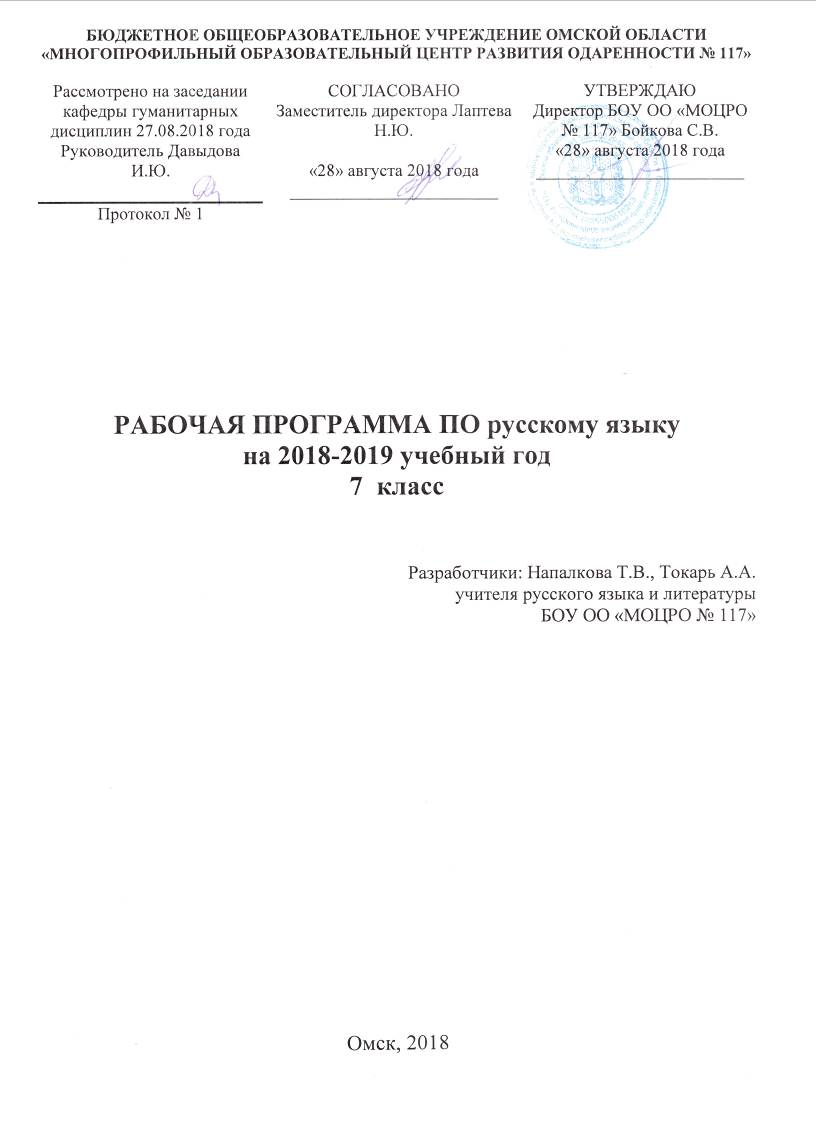 БЮДЖЕТНОЕ ОБЩЕОБРАЗОВАТЕЛЬНОЕ УЧРЕЖДЕНИЕ ОМСКОЙ ОБЛАСТИ
«МНОГОПРОФИЛЬНЫЙ ОБРАЗОВАТЕЛЬНЫЙ ЦЕНТР РАЗВИТИЯ ОДАРЕННОСТИ № 117»
Рассмотрено на заседании
кафедры гуманитарных
дисциплин 27.08.2018 года
Руководитель Давыдова
И.Ю.
Протокол № 1
СОГЛАСОВАНО
Заместитель директора Лаптева
Н.Ю.
«28» августа 2018 года
УТВЕРЖДАЮ
Директор БОУ ОО «МОЦРО
№ 117» Бойкова С.В.
«28» августа 2018 года
РАБОЧАЯ ПРОГРАММА ПО русскому языку
на 2018-2019 учебный год
7 класс
Разработчики: Напалкова Т.В., Токарь А.А.
учителя русского языка и литературы
БОУ ОО «МОЦРО № 117»
Омск, 2018